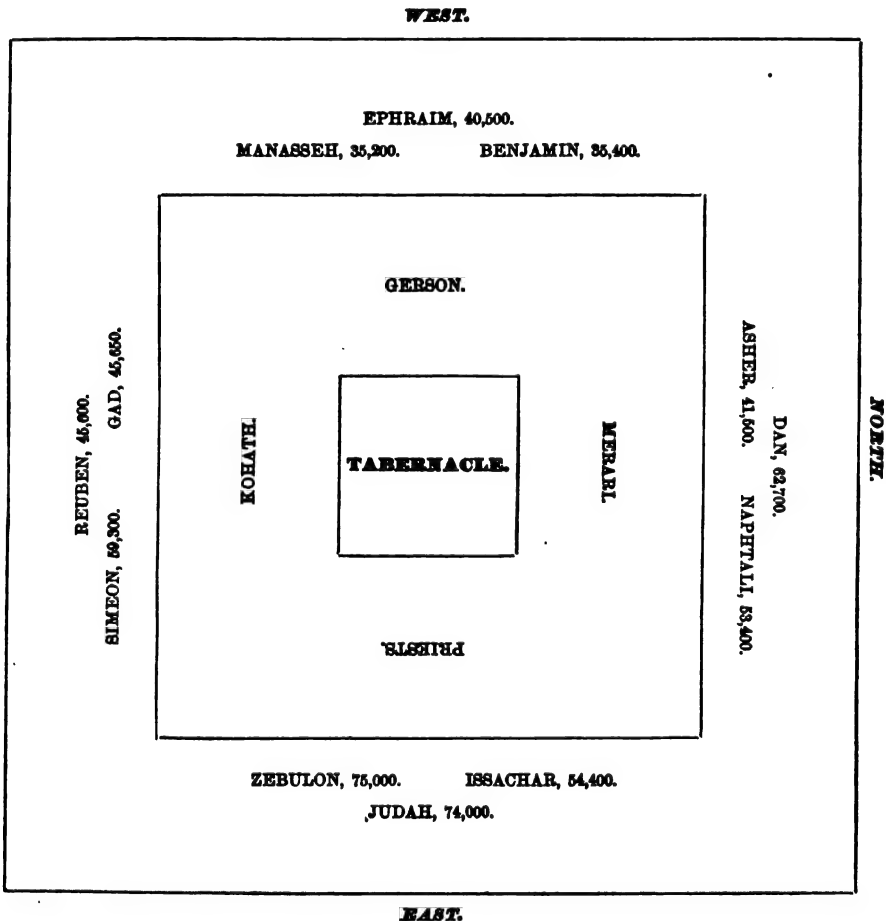 WEST.
EPHRAIM, 40,500.
MANASSEH, 35,200. BENJAMIN, 35,400.
GERSON.
REUBEN, 45,600.
SIMEON, 59,300. GAD, 45,650.
KOHATH.
TABERNACLE.
MERARI.
ASHER, 41,500. NAPHTALI, 53,400.
DAN, 62,700.
NORTH.
PRIESTS.
ZEBULON, 75,000. ISSACHAR, 54,400.
JUDAH, 74,000.
EAST.